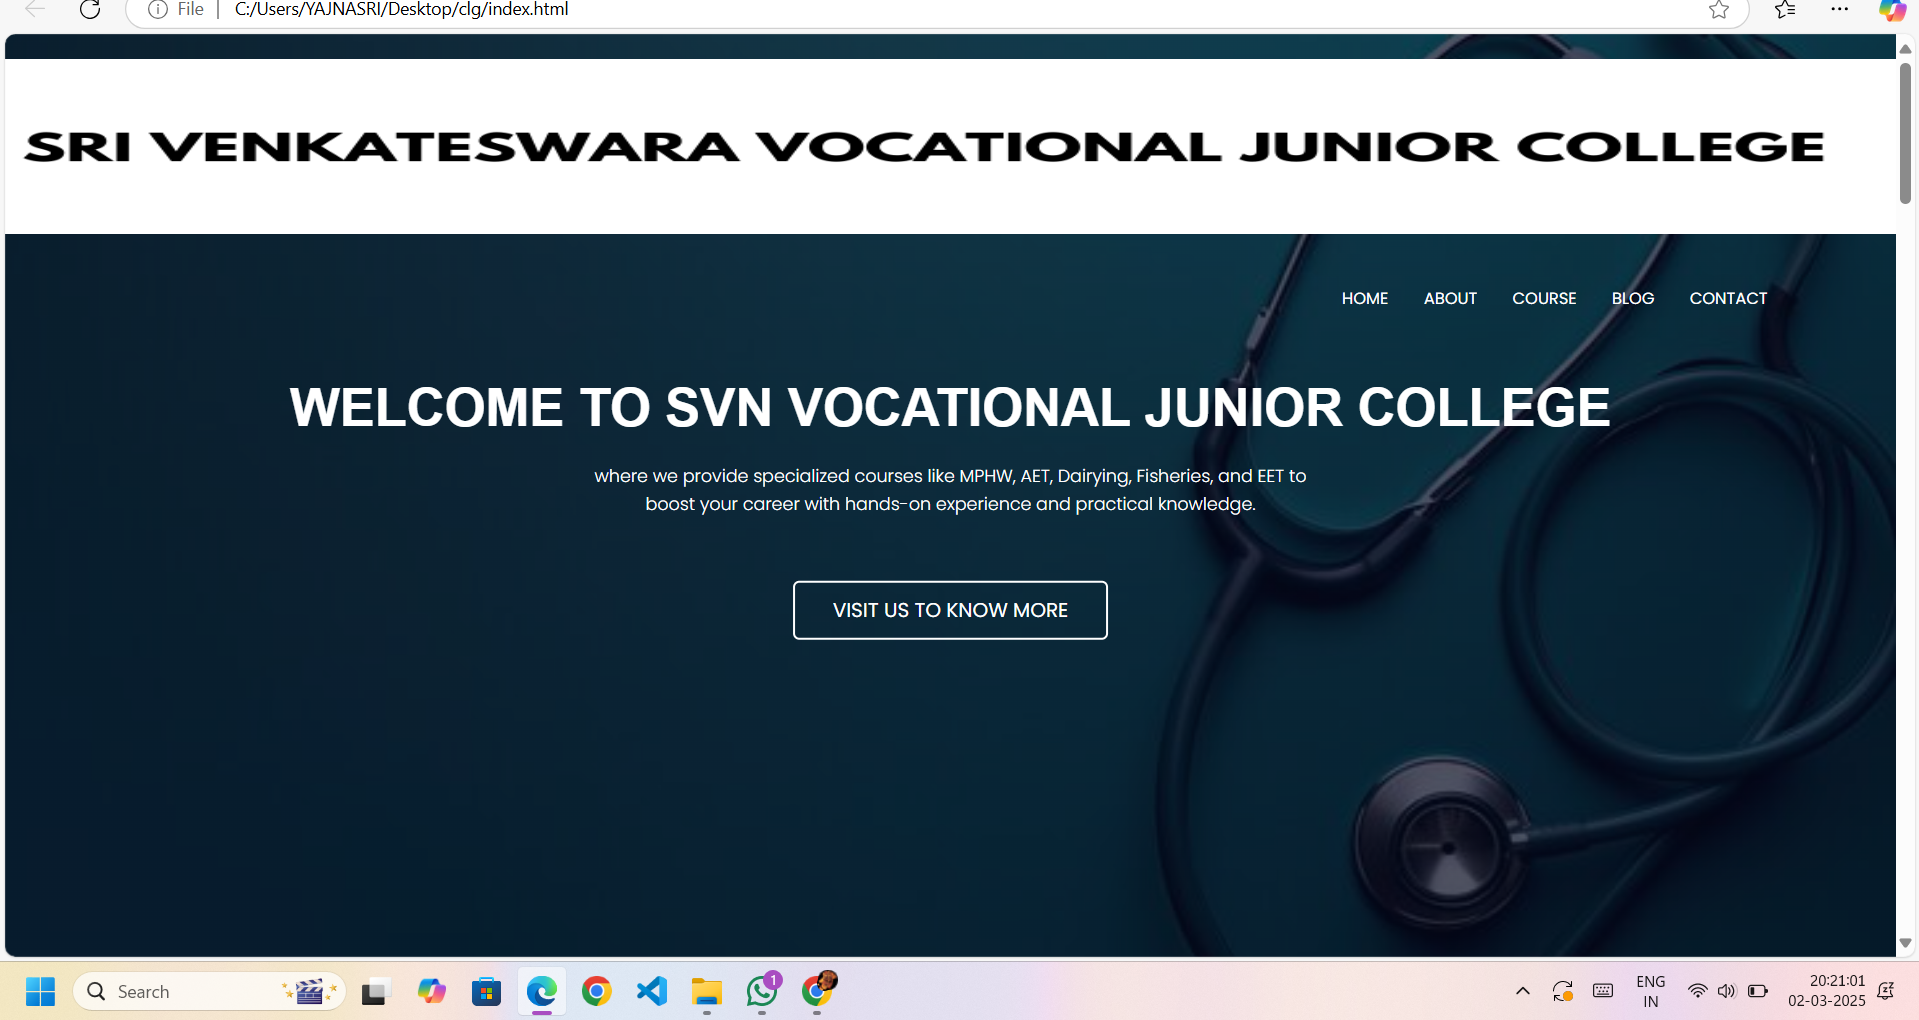 File
C:/Users/YAJNASRI/Desktop/clg/index.html
SRI VENKATESWARA VOCATIONAL JUNIOR COLLEGE
HOME ABOUT COURSE BLOG CONTACT
WELCOME TO SVN VOCATIONAL JUNIOR COLLEGE
where we provide specialized courses like MPHW, AET, Dairying, Fisheries, and EET to
boost your career with hands-on experience and practical knowledge.
VISIT US TO KNOW MORE
Search
1
ENG
IN
20:21:01
02-03-2025